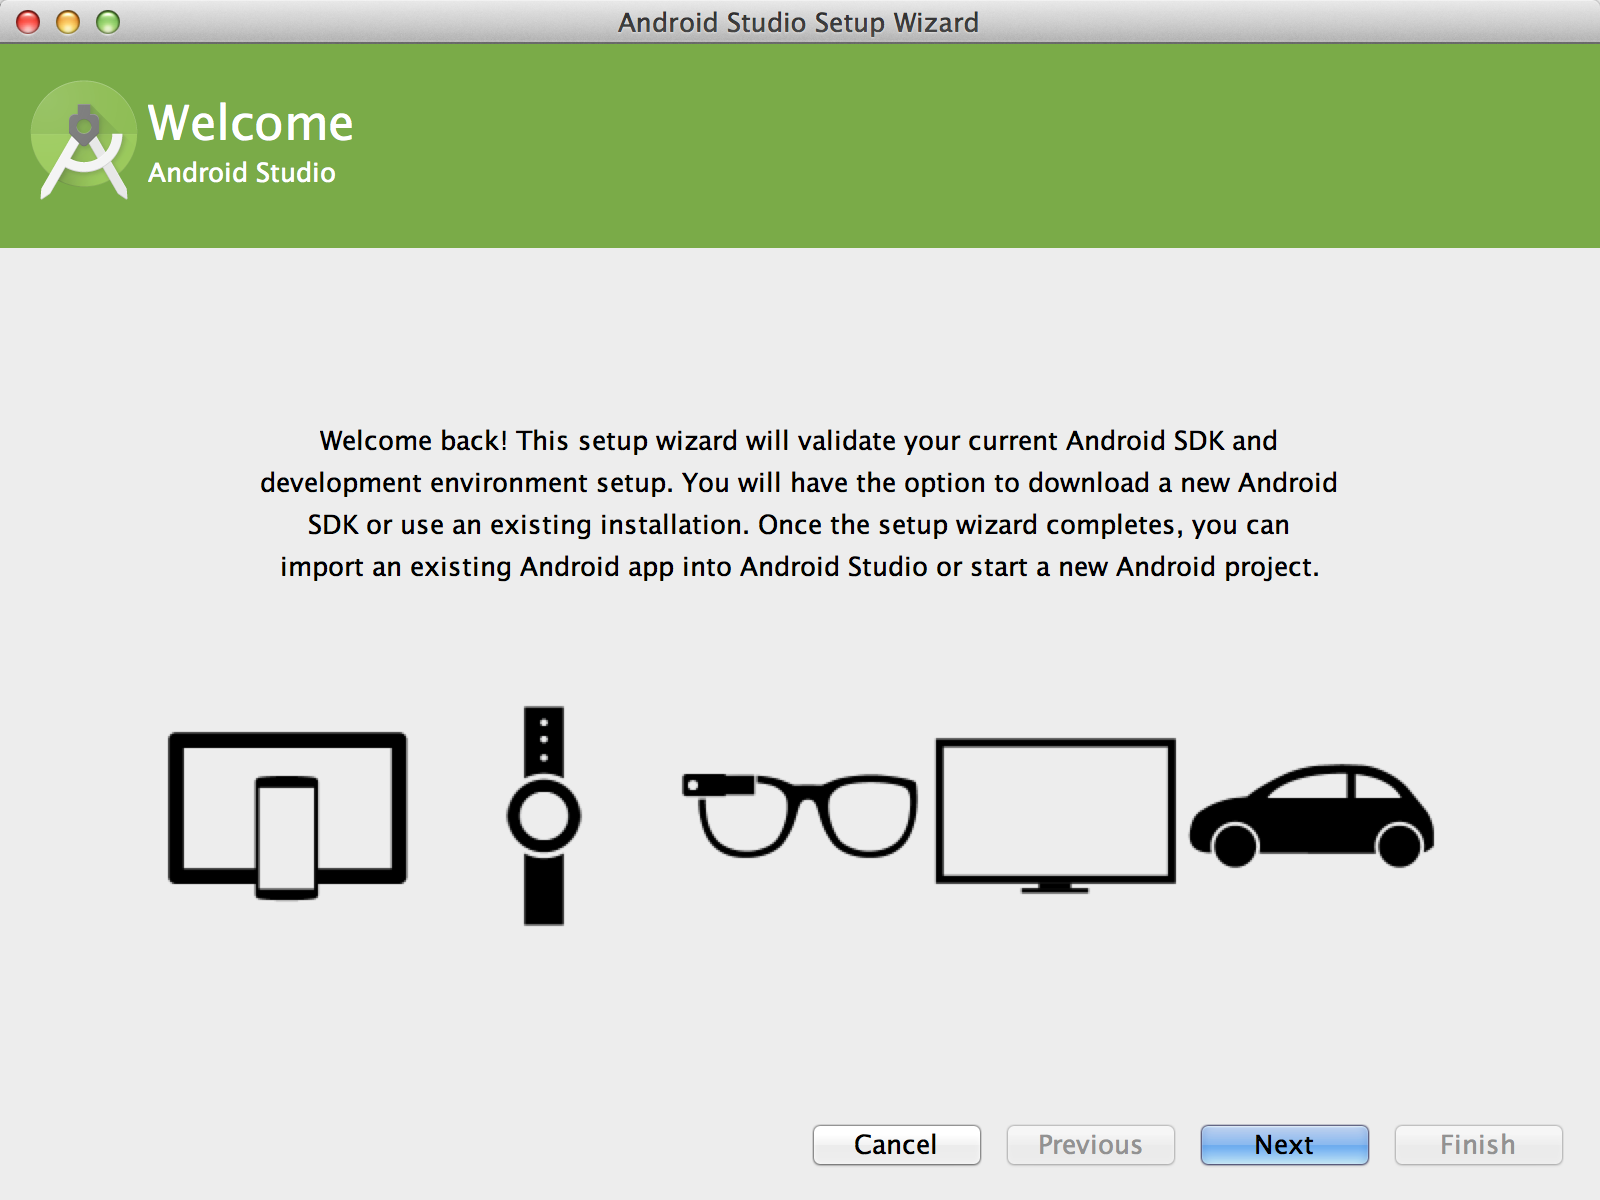 Android Studio Setup Wizard
Welcome
Android Studio
Welcome back! This setup wizard will validate your current Android SDK and
development environment setup. You will have the option to download a new Android
SDK or use an existing installation. Once the setup wizard completes, you can
import an existing Android app into Android Studio or start a new Android project.
Cancel Previous Next Finish